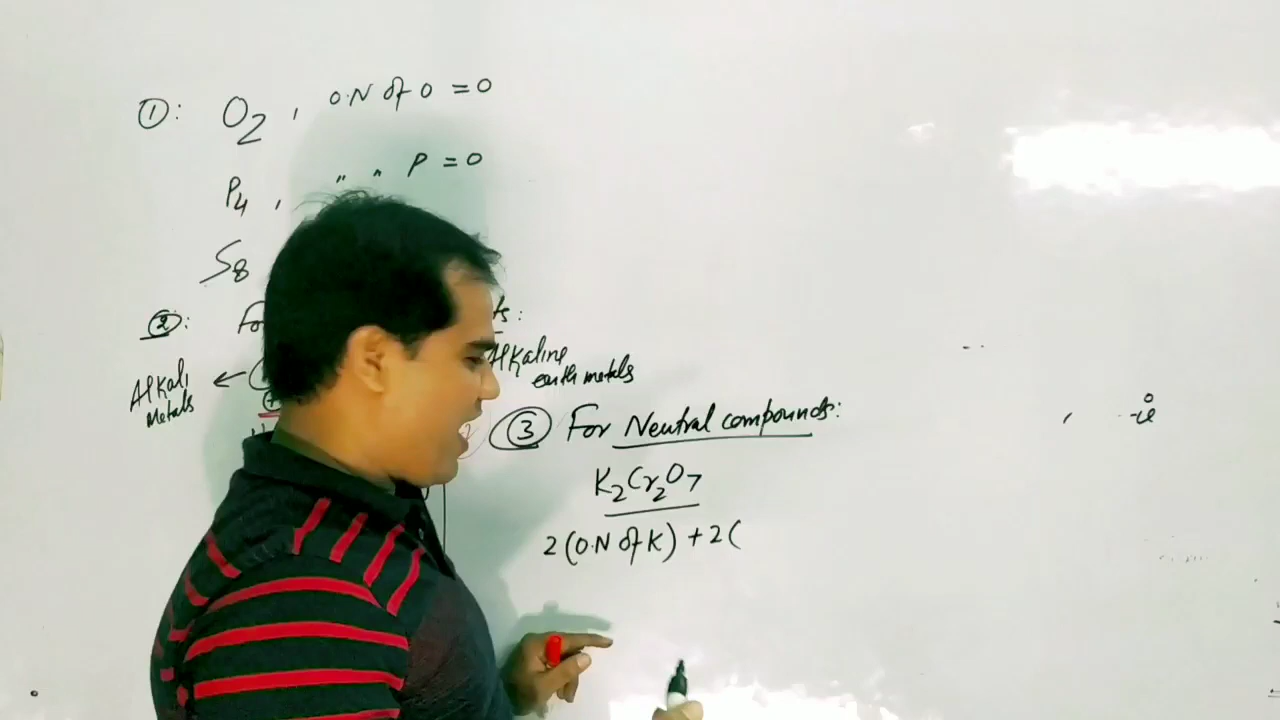 ①: O2, O.N of O = 0
P4, " " P = 0
S8
②: Fo ts:
Alkali Metals ← Alkaline earth metals
③ For Neutral compounds:
K2Cr2O7
2(O.N of K) + 2(